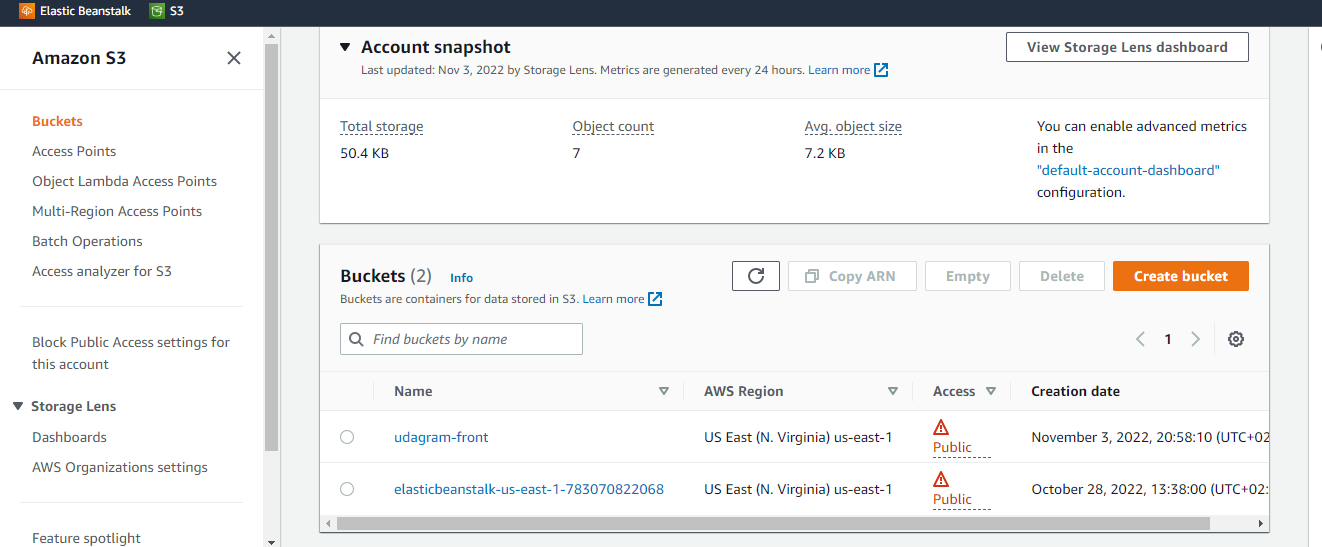 Elastic Beanstalk S3
Amazon S3
Buckets
Access Points
Object Lambda Access Points
Multi-Region Access Points
Batch Operations
Access analyzer for S3
Block Public Access settings for
this account
Storage Lens
Dashboards
AWS Organizations settings
Feature spotlight
Account snapshot
View Storage Lens dashboard
Last updated: Nov 3, 2022 by Storage Lens. Metrics are generated every 24 hours. Learn more
Total storage
50.4 KB
Object count
7
Avg. object size
7.2 KB
You can enable advanced metrics
in the
"default-account-dashboard"
configuration.
Buckets (2) Info
Buckets are containers for data stored in S3. Learn more
Copy ARN
Empty
Delete
Create bucket
Find buckets by name
1
Name AWS Region Access Creation date
udagram-front US East (N. Virginia) us-east-1 Public November 3, 2022, 20:58:10 (UTC+02
elasticbeanstalk-us-east-1-783070822068 US East (N. Virginia) us-east-1 Public October 28, 2022, 13:38:00 (UTC+02: